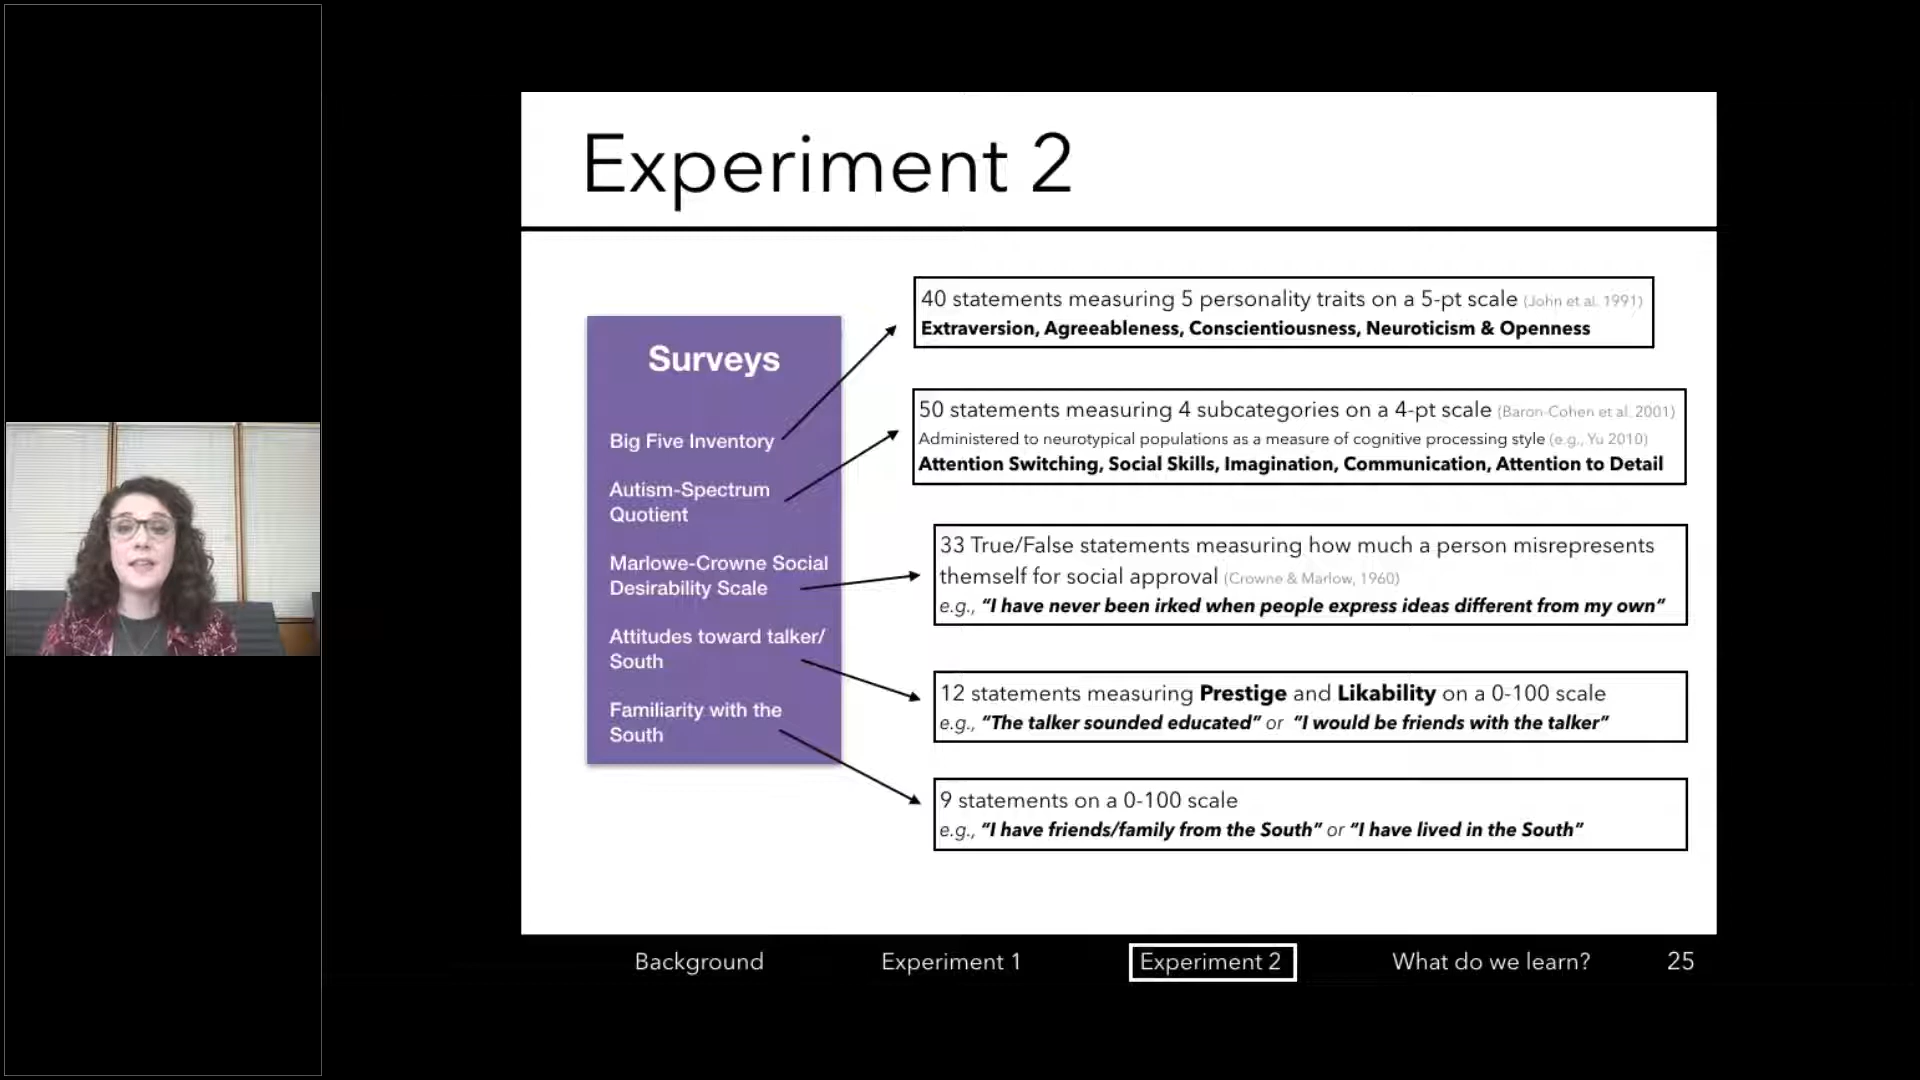 Experiment 2
Surveys
Big Five Inventory
Autism-Spectrum
Quotient
Marlowe-Crowne Social
Desirability Scale
Attitudes toward talker/
South
Familiarity with the
South
40 statements measuring 5 personality traits on a 5-pt scale (John et al. 1991)
Extraversion, Agreeableness, Conscientiousness, Neuroticism & Openness
50 statements measuring 4 subcategories on a 4-pt scale (Baron-Cohen et al. 2001)
Administered to neurotypical populations as a measure of cognitive processing style (e.g., Yu 2010)
Attention Switching, Social Skills, Imagination, Communication, Attention to Detail
33 True/False statements measuring how much a person misrepresents
themself for social approval (Crowne & Marlow, 1960)
e.g., “I have never been irked when people express ideas different from my own”
12 statements measuring Prestige and Likability on a 0-100 scale
e.g., “The talker sounded educated” or “I would be friends with the talker”
9 statements on a 0-100 scale
e.g., “I have friends/family from the South” or “I have lived in the South”
Background Experiment 1 Experiment 2 What do we learn? 25